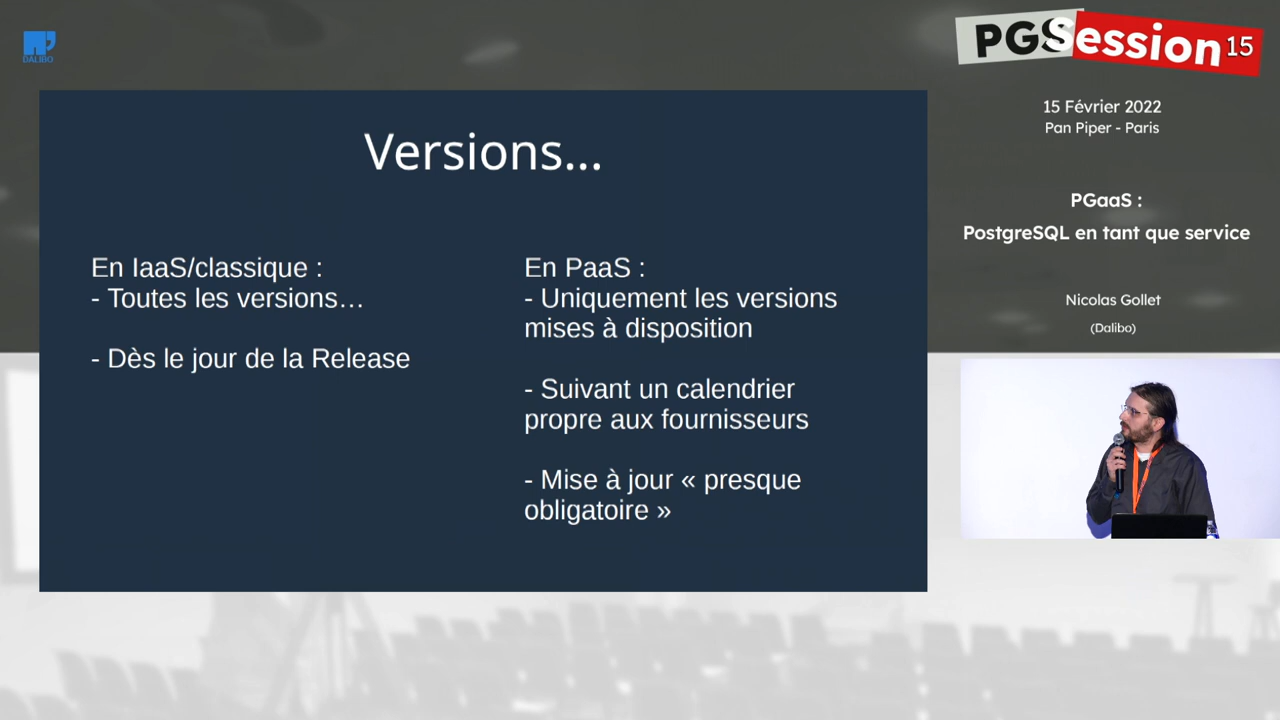 DALIBO
PGSession 15
15 Février 2022
Pan Piper - Paris
PGaaS :
PostgreSQL en tant que service
Nicolas Gollet
(Dalibo)
Versions...
En IaaS/classique :
- Toutes les versions…
- Dès le jour de la Release
En PaaS :
- Uniquement les versions
mises à disposition
- Suivant un calendrier
propre aux fournisseurs
- Mise à jour « presque
obligatoire »